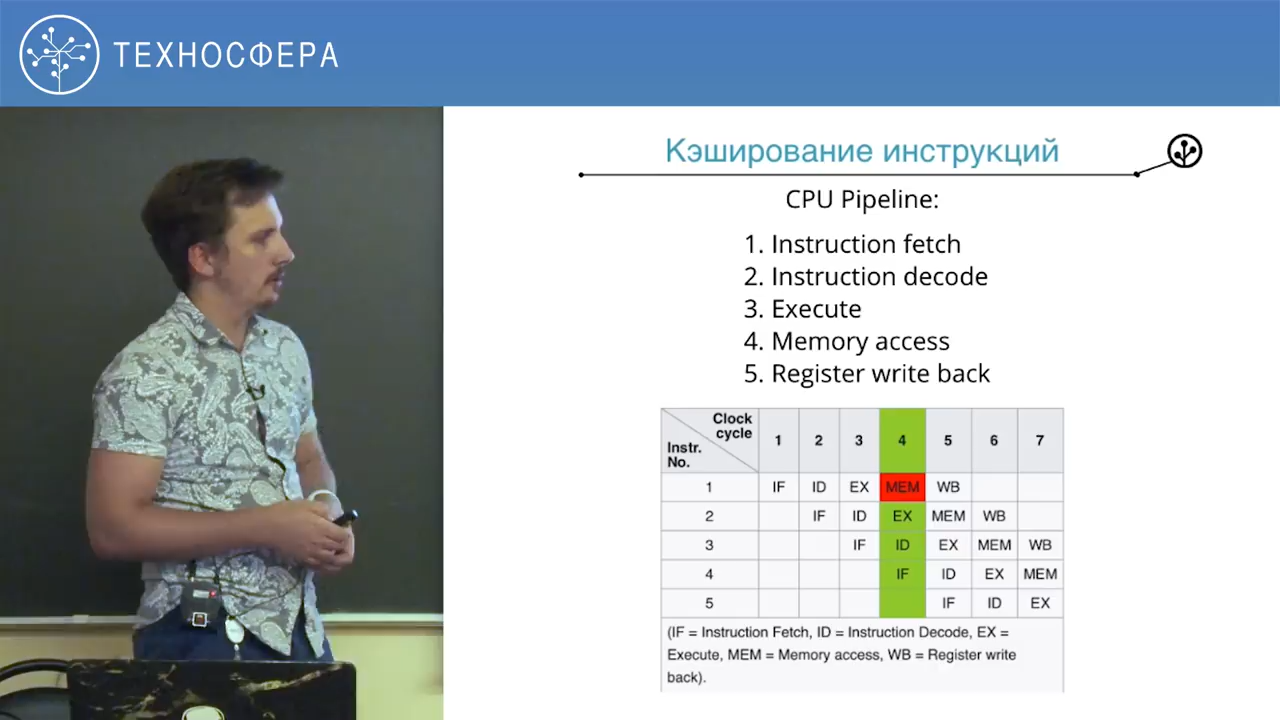 ТЕХНОСФЕРА
Кэширование инструкций
CPU Pipeline:
1. Instruction fetch
2. Instruction decode
3. Execute
4. Memory access
5. Register write back
Clock cycle
Instr. No. 1 2 3 4 5 6 7
1 IF ID EX MEM WB
2 IF ID EX MEM WB
3 IF ID EX MEM WB
4 IF ID EX MEM
5 IF ID EX
(IF = Instruction Fetch, ID = Instruction Decode, EX =
Execute, MEM = Memory access, WB = Register write
back).